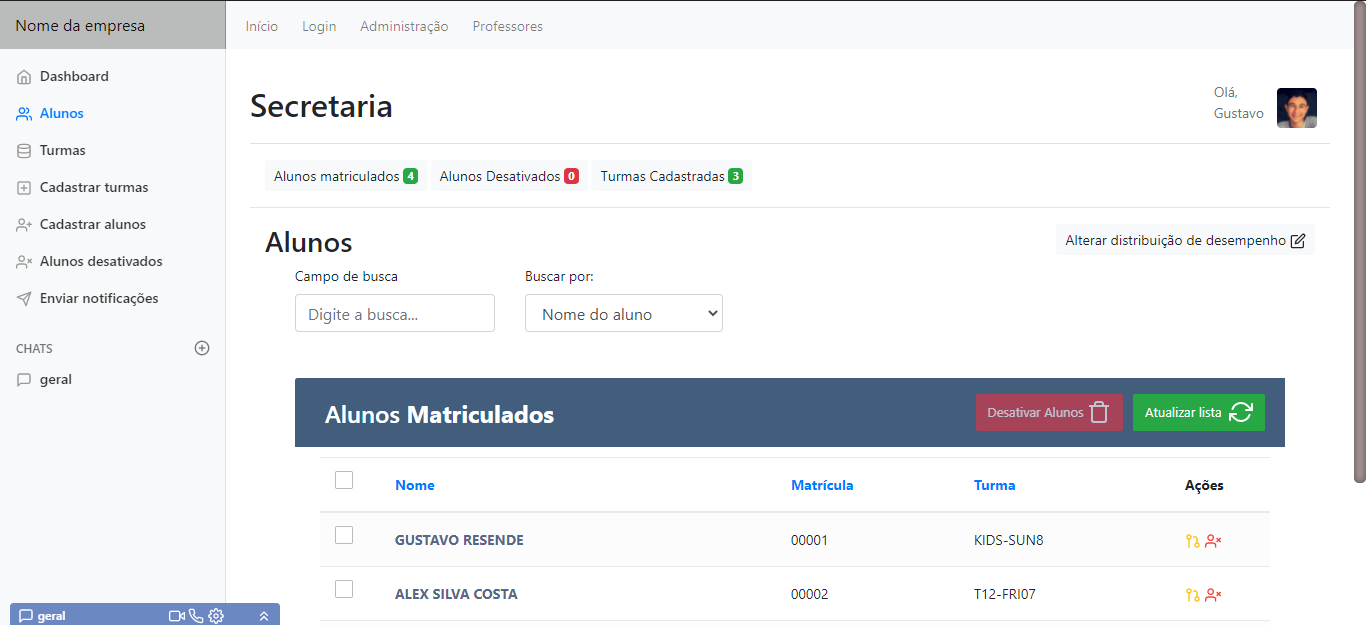 Nome da empresa
Início Login Administração Professores
Dashboard
Alunos
Turmas
Cadastrar turmas
Cadastrar alunos
Alunos desativados
Enviar notificações
CHATS
geral
Secretaria
Olá,
Gustavo
Alunos matriculados 4 Alunos Desativados 0 Turmas Cadastradas 3
Alunos
Alterar distribuição de desempenho
Campo de busca Buscar por:
Digite a busca... Nome do aluno
Alunos Matriculados Desativar Alunos Atualizar lista
Nome Matrícula Turma Ações
GUSTAVO RESENDE 00001 KIDS-SUN8
ALEX SILVA COSTA 00002 T12-FRI07
geral